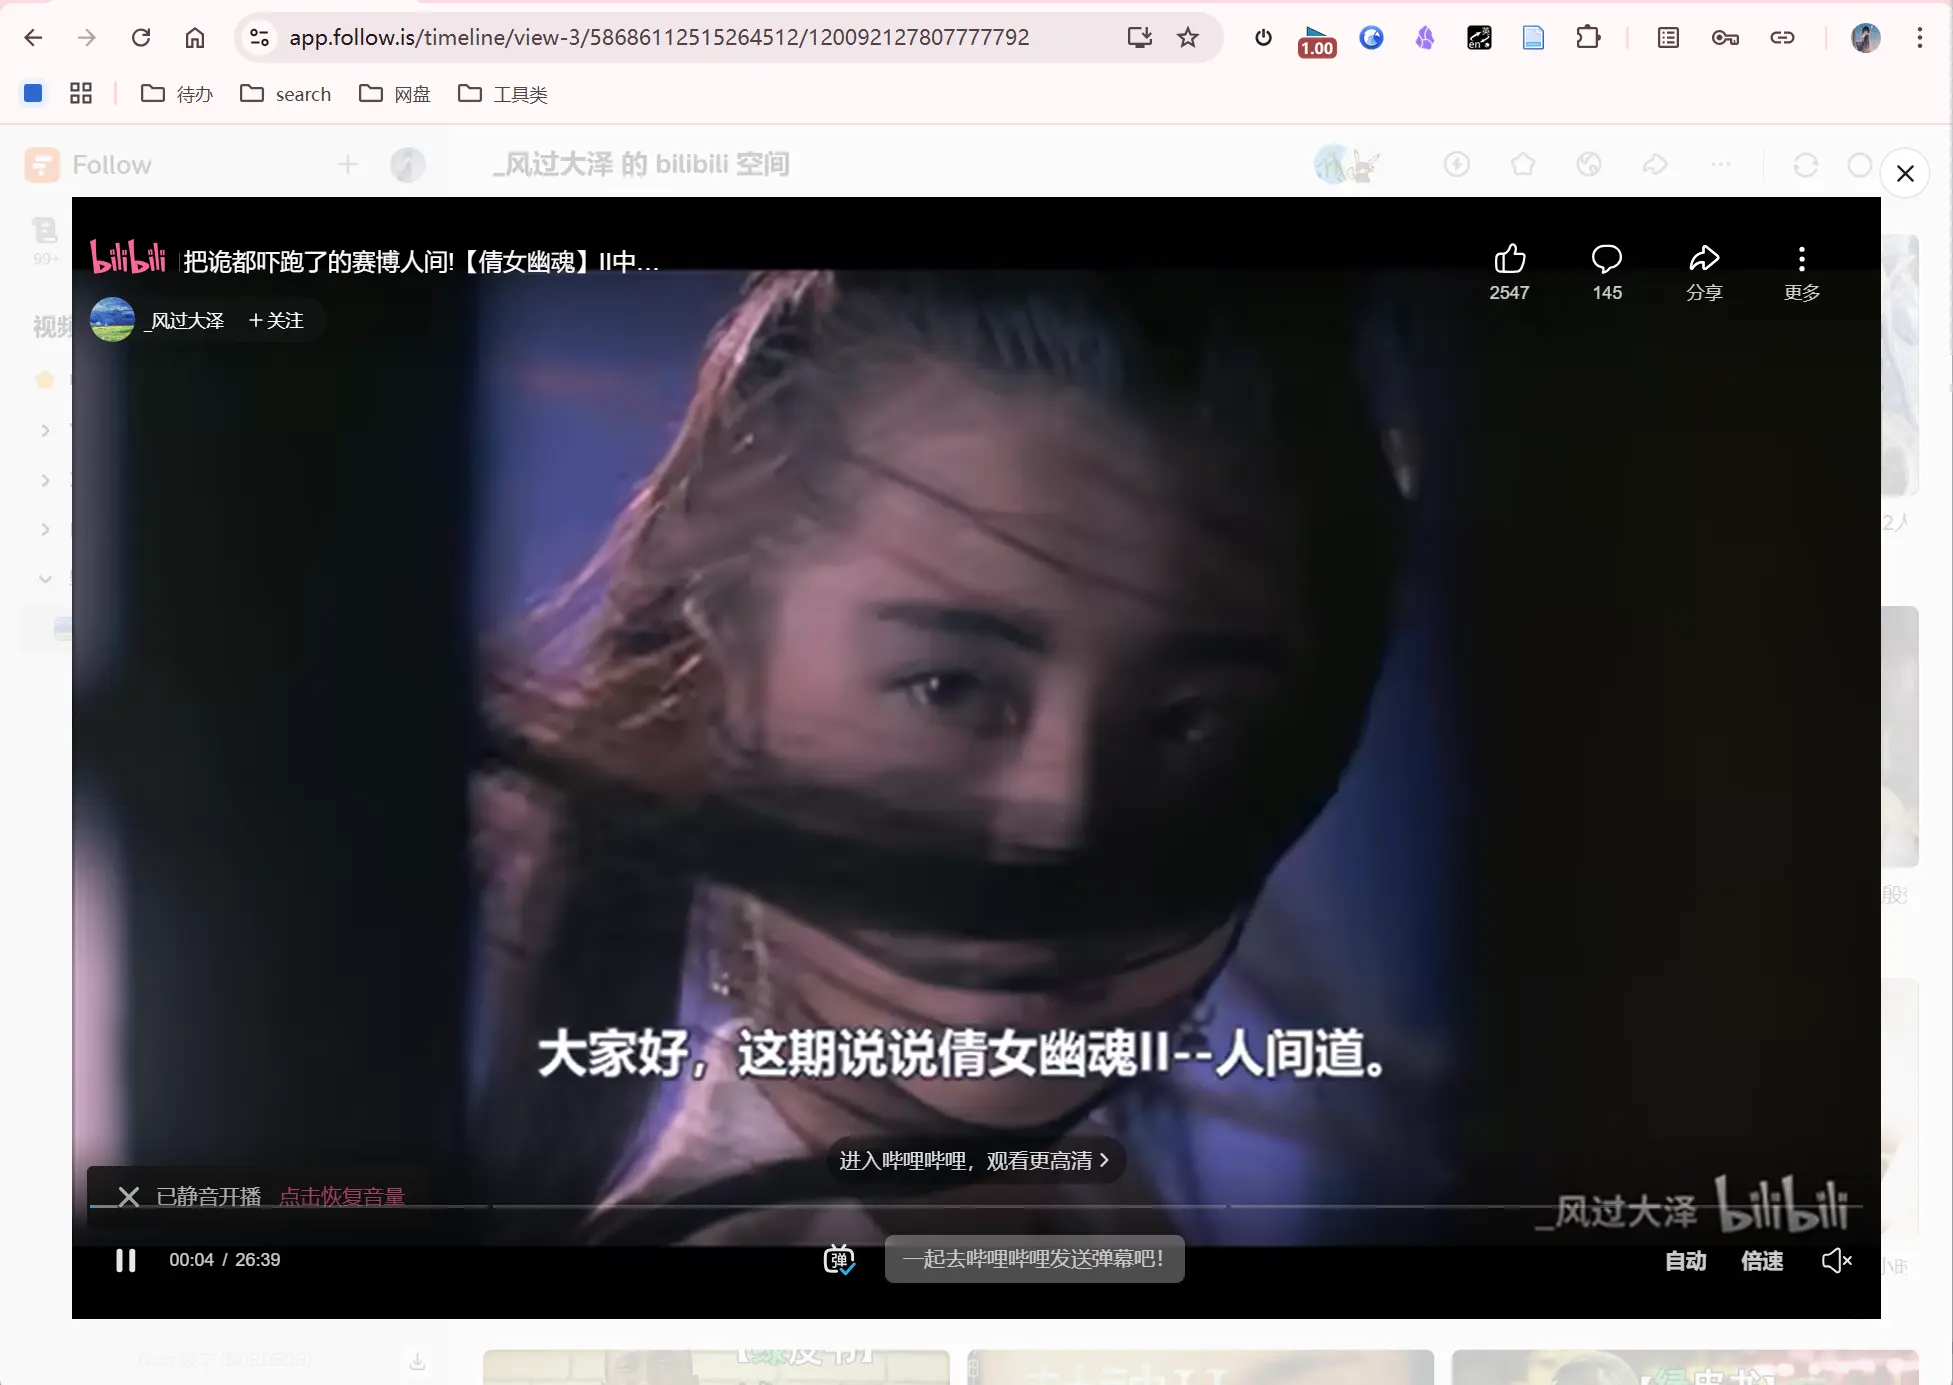 app.follow.is/timeline/view-3/58686112515264512/120092127807777792
1.00
待办
search
网盘
工具类
Follow
_风过大泽 的 bilibili 空间
99+
视频
bilibili
把诡都吓跑了的赛博人间!【倩女幽魂】II中...
2547
145
分享
更多
_风过大泽
+ 关注
大家好，这期说说倩女幽魂II--人间道。
进入哔哩哔哩，观看更高清 >
已静音开播 点击恢复音量
_风过大泽 bilibili
00:04 / 26:39
弹
一起去哔哩哔哩发送弹幕吧!
自动
倍速
小时